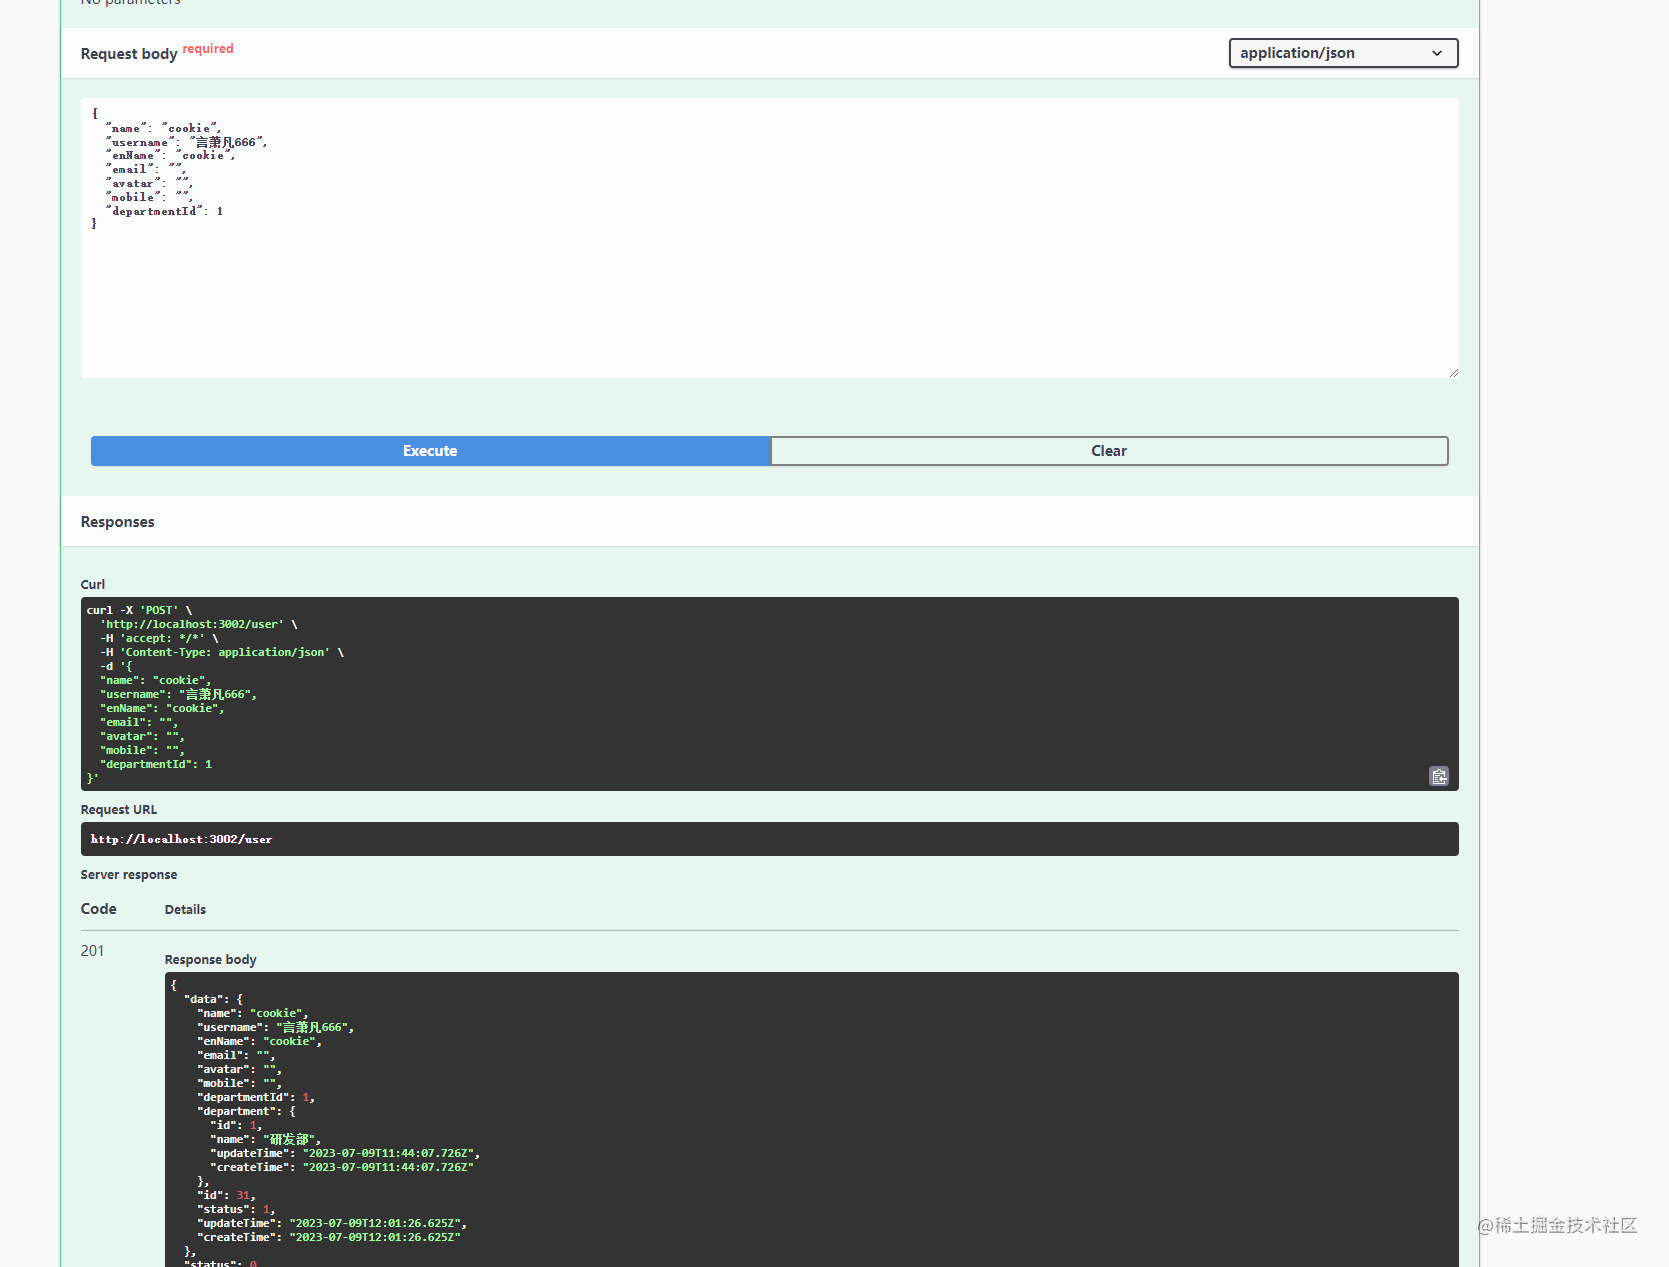 No parameters
Request body required
application/json
{
"name": "cookie",
"username": "言萧凡666",
"enName": "cookie",
"email": "",
"avatar": "",
"mobile": "",
"departmentId": 1
}
Execute
Clear
Responses
Curl
curl -X 'POST' \
'http://localhost:3002/user' \
-H 'accept: */*' \
-H 'Content-Type: application/json' \
-d '{
"name": "cookie",
"username": "言萧凡666",
"enName": "cookie",
"email": "",
"avatar": "",
"mobile": "",
"departmentId": 1
}'
Request URL
http://localhost:3002/user
Server response
Code Details
201
Response body
{
"data": {
"name": "cookie",
"username": "言萧凡666",
"enName": "cookie",
"email": "",
"avatar": "",
"mobile": "",
"departmentId": 1,
"department": {
"id": 1,
"name": "研发部",
"updateTime": "2023-07-09T11:44:07.726Z",
"createTime": "2023-07-09T11:44:07.726Z"
},
"id": 31,
"status": 1,
"updateTime": "2023-07-09T12:01:26.625Z",
"createTime": "2023-07-09T12:01:26.625Z"
},
"status": 0,
@稀土掘金技术社区